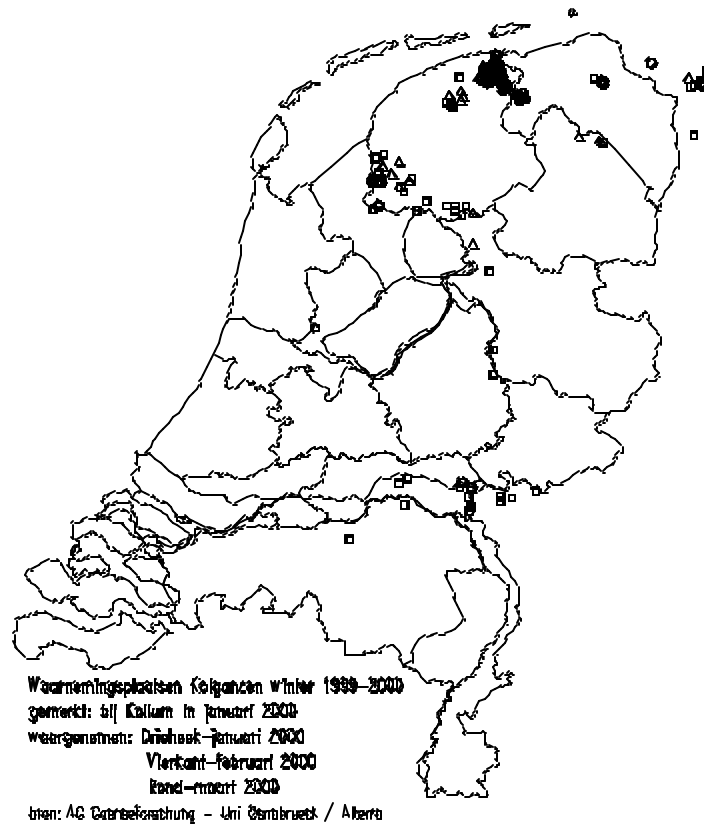 Waarnemingsplaatsen Kolganzen winter 1999-2000
gemerkt: bij Kollum in januari 2000
waargenomen: Driehoek-januari 2000
Vierkant-februari 2000
Rond-maart 2000
bron: AG Gänseforschung - Uni Osnabrueck / Alterra